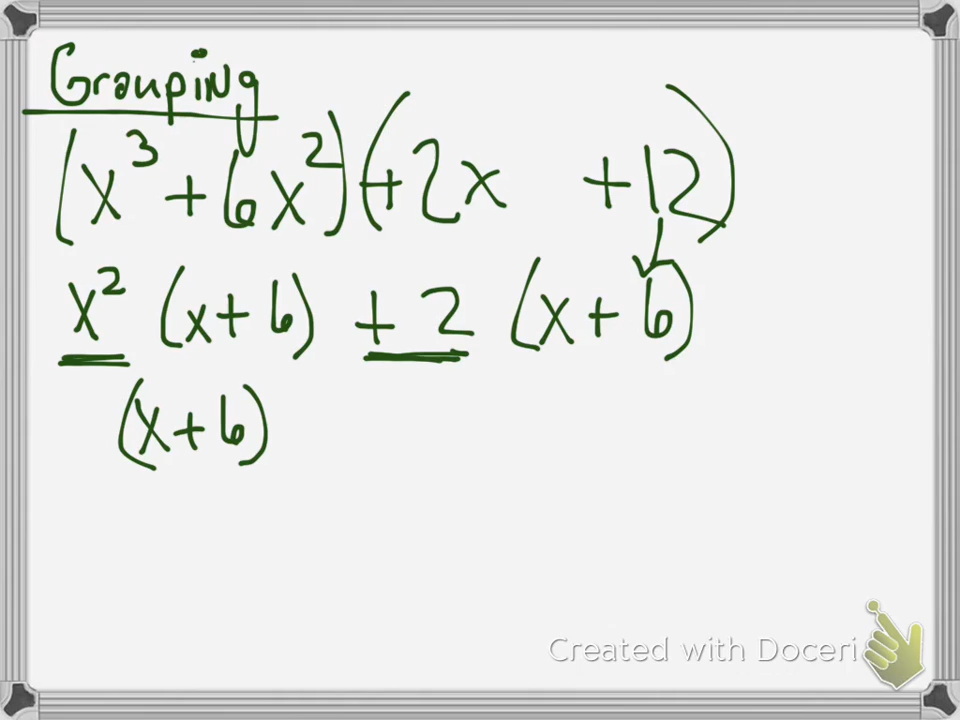 Grouping
(x³ + 6x²)(+2x + 12)
x² (x + 6) + 2 (x + 6)
(x + 6)
Created with Doceri